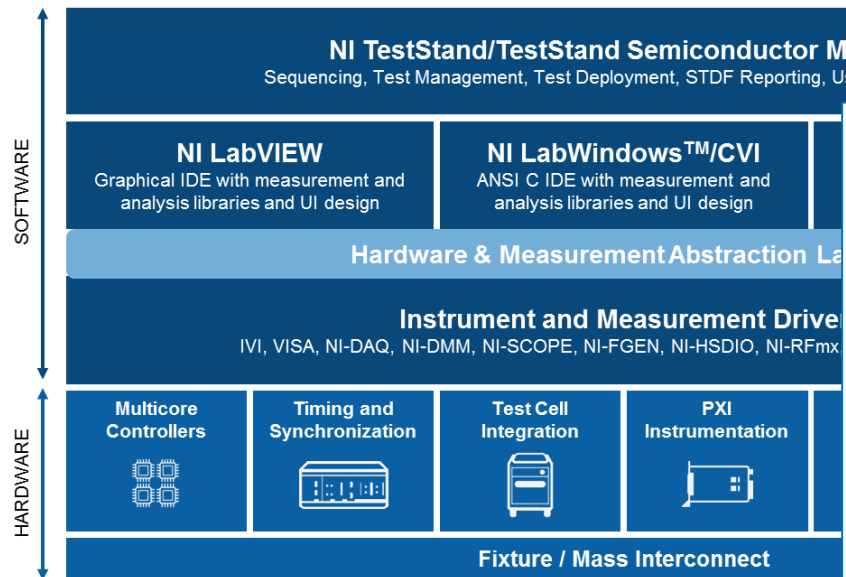 NI TestStand/TestStand Semiconductor M
Sequencing, Test Management, Test Deployment, STDF Reporting, Us
SOFTWARE
NI LabVIEW
Graphical IDE with measurement and
analysis libraries and UI design
NI LabWindows™/CVI
ANSI C IDE with measurement and
analysis libraries and UI design
Hardware & Measurement Abstraction La
Instrument and Measurement Drive
IVI, VISA, NI-DAQ, NI-DMM, NI-SCOPE, NI-FGEN, NI-HSDIO, NI-RFmx,
HARDWARE
Multicore
Controllers
Timing and
Synchronization
Test Cell
Integration
PXI
Instrumentation
Fixture / Mass Interconnect